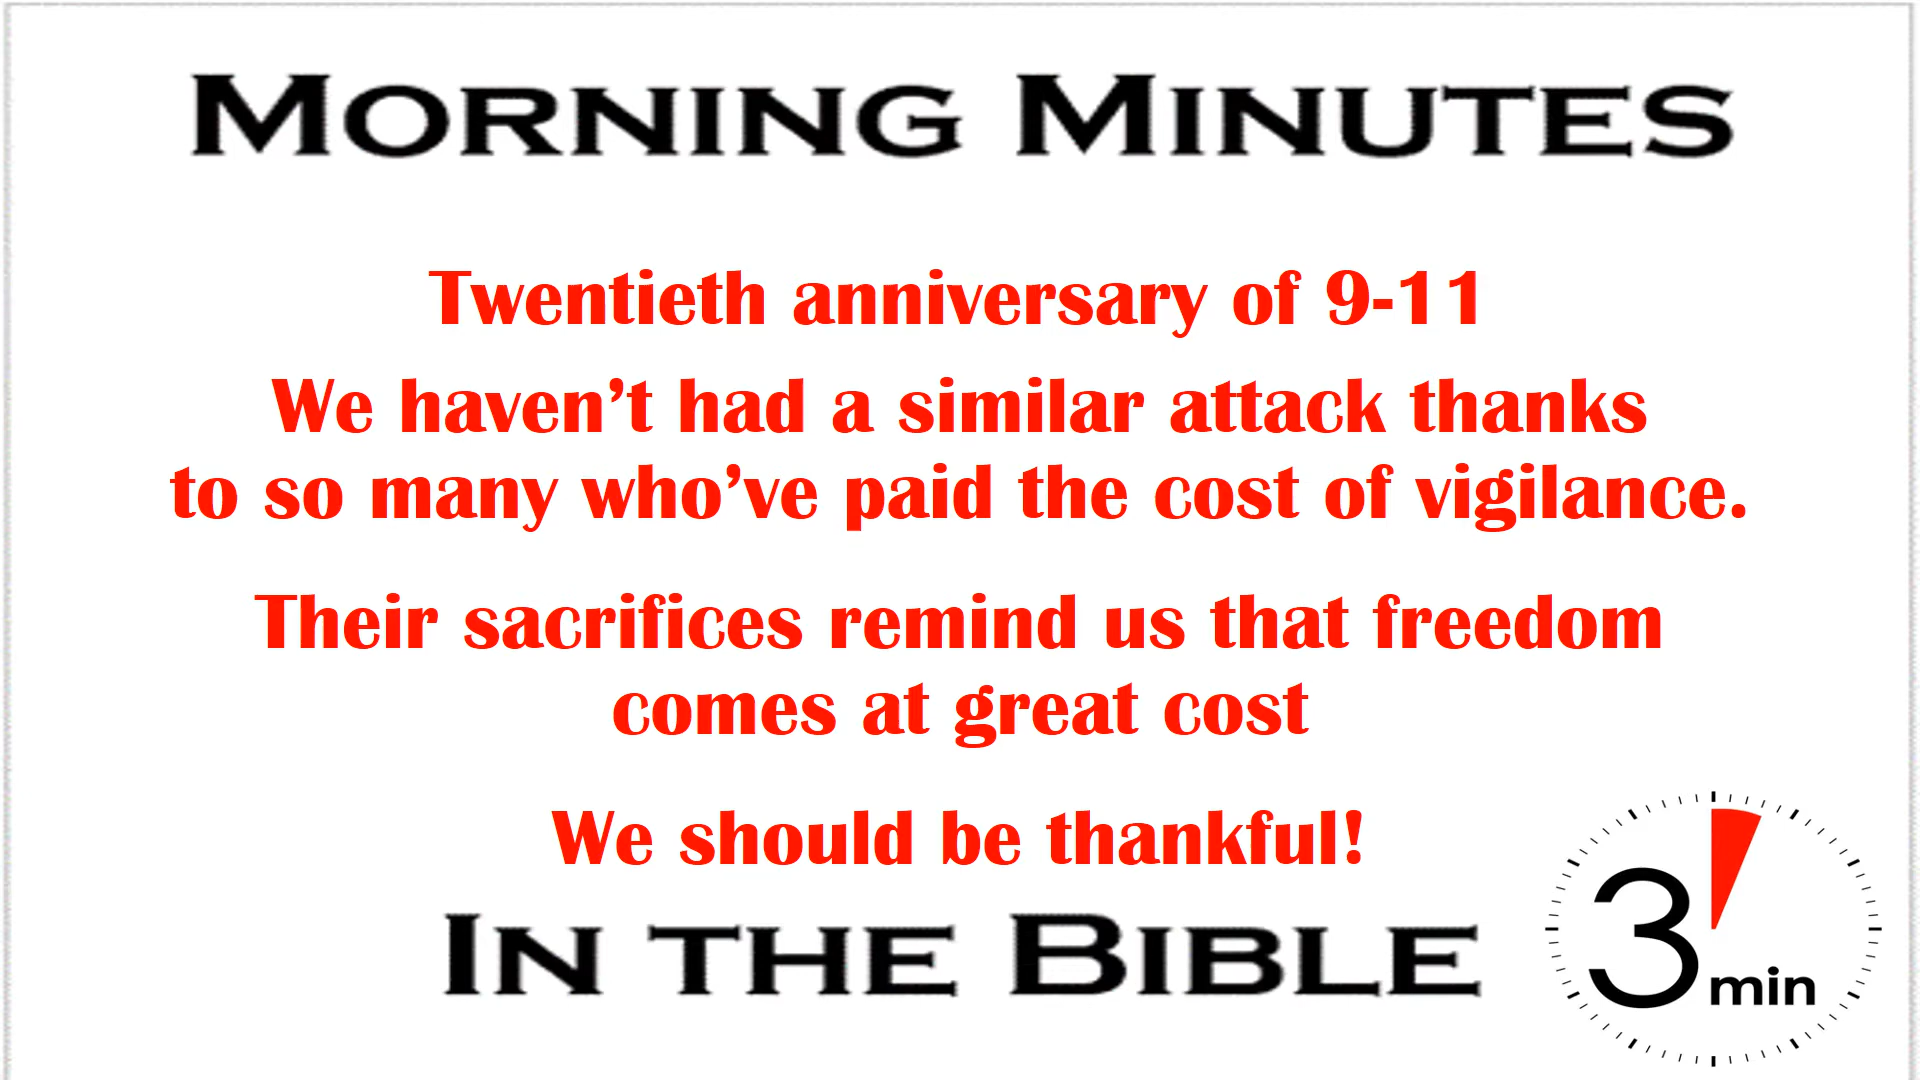 Morning Minutes
Twentieth anniversary of 9-11
We haven’t had a similar attack thanks
to so many who’ve paid the cost of vigilance.
Their sacrifices remind us that freedom
comes at great cost
We should be thankful!
In the Bible
3 min